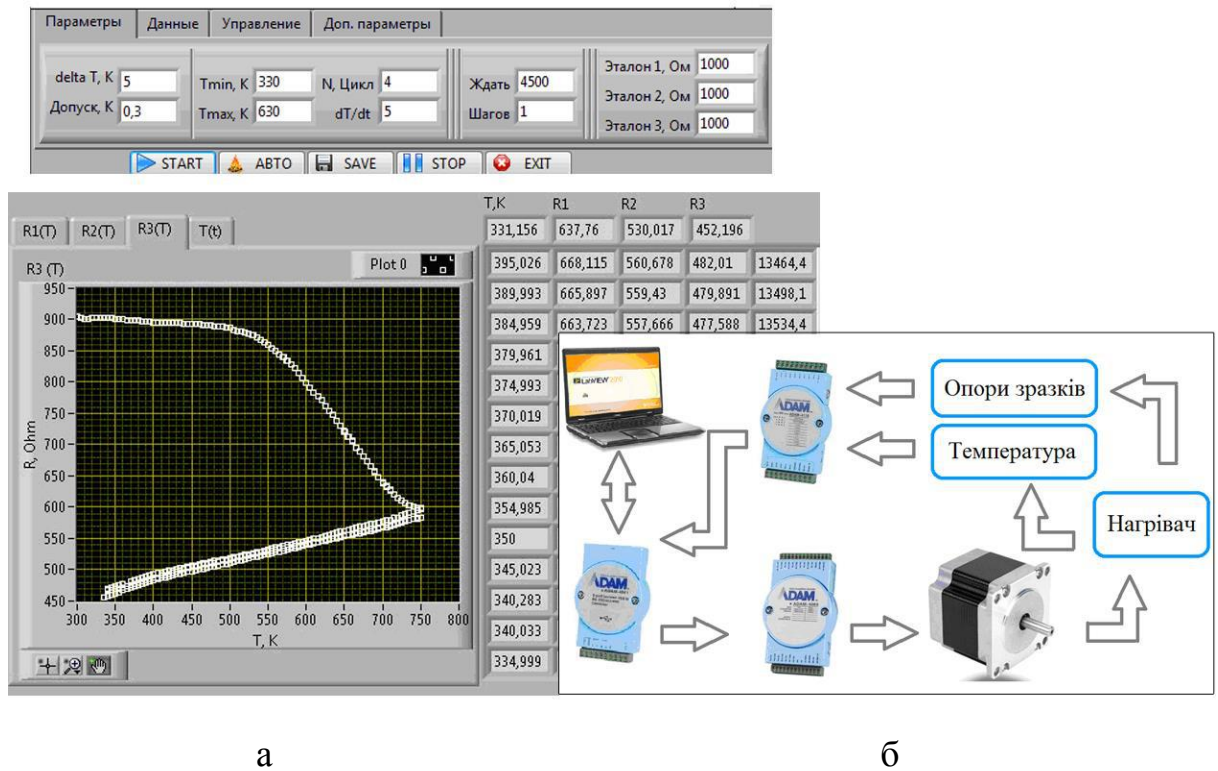 Параметры Данные Управление Доп. параметры
delta T, K 5
Допуск, К 0,3
Tmin, K 330
Tmax, K 630
N, Цикл 4
dT/dt 5
Ждать 4500
Шагов 1
Эталон 1, Ом 1000
Эталон 2, Ом 1000
Эталон 3, Ом 1000
START АВТО SAVE STOP EXIT
R1(T) R2(T) R3(T) T(t)
R3 (T)
Plot 0
R, Ohm
950
900
850
800
750
700
650
600
550
500
450
300 350 400 450 500 550 600 650 700 750 800
T, K
T,K R1 R2 R3
331,156 637,76 530,017 452,196
395,026 668,115 560,678 482,01 13464,4
389,993 665,897 559,43 479,891 13498,1
384,959 663,723 557,666 477,588 13534,4
379,961
374,993
370,019
365,053
360,04
354,985
350
345,023
340,283
340,033
334,999
LabVIEW
ADAM
Опори зразків
Температура
Нагрівач
ADAM
ADAM
а
б